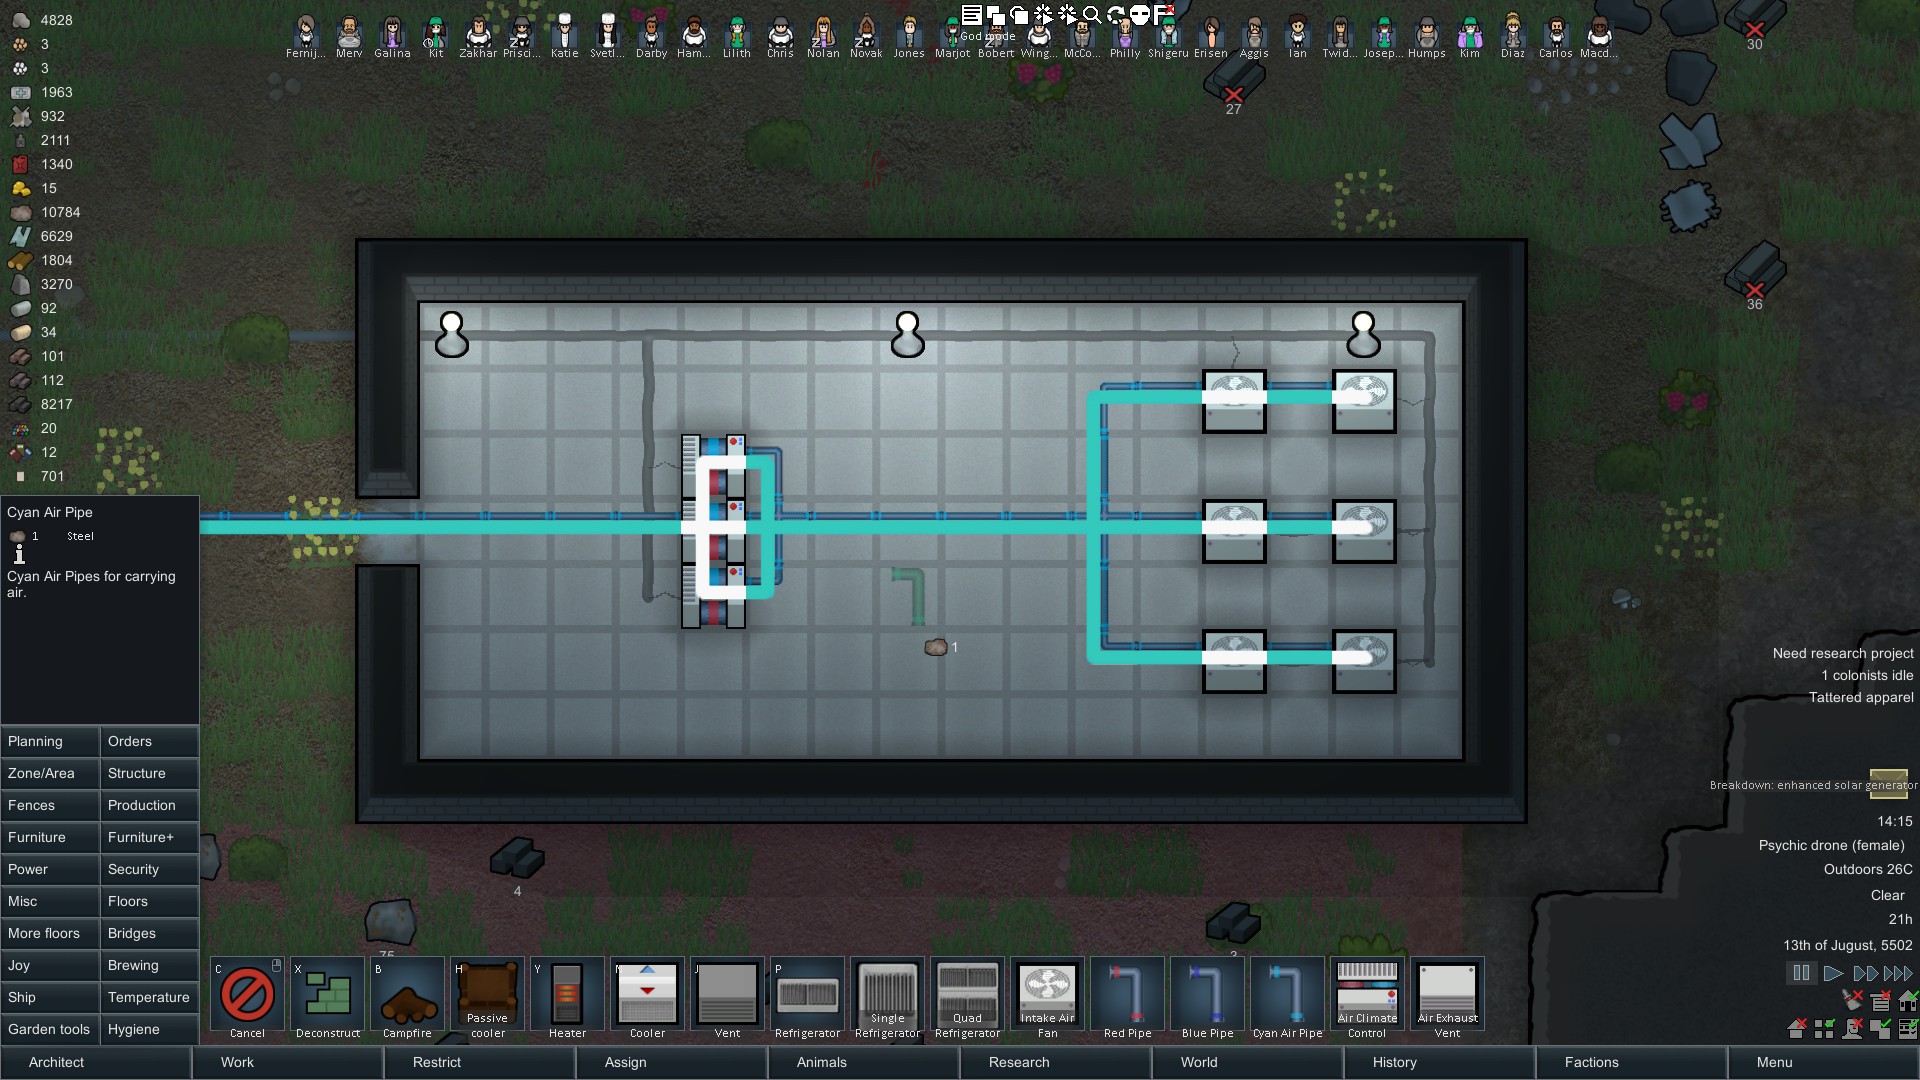 4828
3
3
1963
932
2111
1340
15
10784
6629
1804
3270
92
34
101
112
8217
20
12
701
God mode
Fernij...
Merv
Galina
Kit
Zakhar
Prisci...
Katie
Svetl...
Darby
Ham...
Lilith
Chris
Nolan
Novak
Jones
Marjot
Bobert
Wing...
McCo...
Philly
Shigeru
Erisen
Aggis
Ian
Twid...
Josep...
Humps
Kim
Diaz
Carlos
Macd...
30
27
36
1
4
75
Cyan Air Pipe
1 Steel
Cyan Air Pipes for carrying
air.
Planning
Orders
Zone/Area
Structure
Fences
Production
Furniture
Furniture+
Power
Security
Misc
Floors
More floors
Bridges
Joy
Brewing
Ship
Temperature
Garden tools
Hygiene
Need research project
1 colonists idle
Tattered apparel
Breakdown: enhanced solar generator
14:15
Psychic drone (female)
Outdoors 26C
Clear
21h
13th of Jugust, 5502
C
Cancel
X
Deconstruct
B
Campfire
H
Passive
cooler
Y
Heater
N
Cooler
J
Vent
P
Refrigerator
Single
Refrigerator
Quad
Refrigerator
Intake Air
Fan
Red Pipe
Blue Pipe
Cyan Air Pipe
Air Climate
Control
Air Exhaust
Vent
Architect
Work
Restrict
Assign
Animals
Research
World
History
Factions
Menu